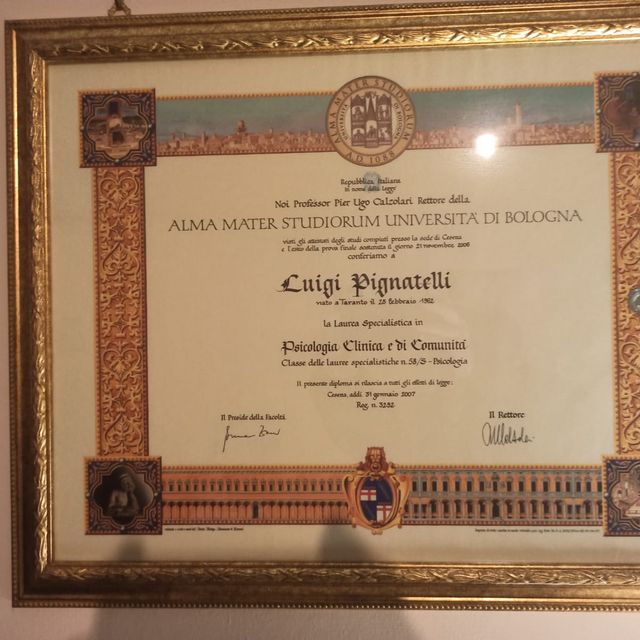 ALMA MATER STUDIORUM
A.D. 1088
Repubblica Italiana
In nome della legge
Noi Professor Pier Ugo Calzolari Rettore della
ALMA MATER STUDIORUM UNIVERSITA' DI BOLOGNA
visti gli attestati degli studi compiuti presso la sede di Cesena
e l'esito della prova finale sostenuta il giorno 21 novembre 2006
conferiamo a
Luigi Pignatelli
nato a Taranto il 28 febbraio 1962
la Laurea Specialistica in
Psicologia Clinica e di Comunità
Classe delle lauree specialistiche n. 58/S - Psicologia
Il presente diploma si rilascia a tutti gli effetti di legge:
Cesena, addì, 31 gennaio 2007
Reg. n. 3232
Il Preside della Facoltà
Il Rettore